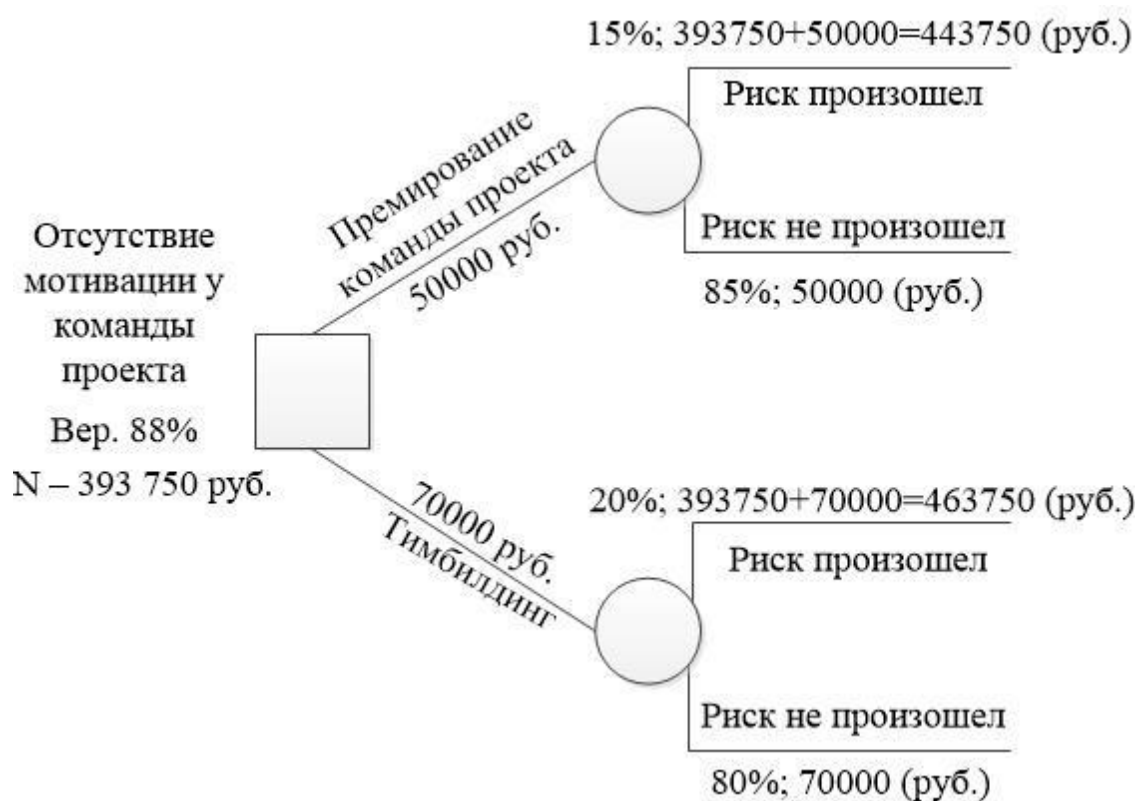 Отсутствие
мотивации у
команды
проекта
Вер. 88%
N – 393 750 руб.
Премирование
команды проекта
50000 руб.
15%; 393750+50000=443750 (руб.)
Риск произошел
Риск не произошел
85%; 50000 (руб.)
70000 руб.
Тимбилдинг
20%; 393750+70000=463750 (руб.)
Риск произошел
Риск не произошел
80%; 70000 (руб.)